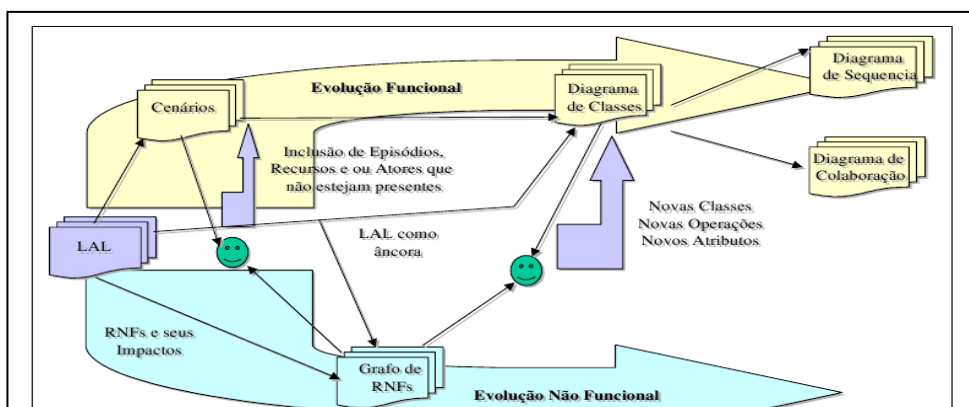 Evolução Funcional
Cenários
Diagrama
de Classes
Diagrama
de Sequencia
Inclusão de Episódios,
Recursos e ou Atores que
não estejam presentes
Diagrama de
Colaboração
LAL
LAL como
âncora
Novas Classes
Novas Operações
Novos Atributos
RNFs e seus
Impactos
Grafo de
RNFs
Evolução Não Funcional